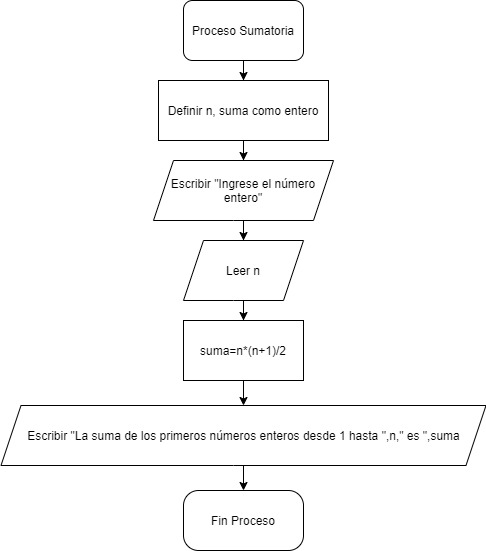 Proceso Sumatoria
Definir n, suma como entero
Escribir "Ingrese el número
entero"
Leer n
suma=n*(n+1)/2
Escribir "La suma de los primeros números enteros desde 1 hasta ",n," es ",suma
Fin Proceso